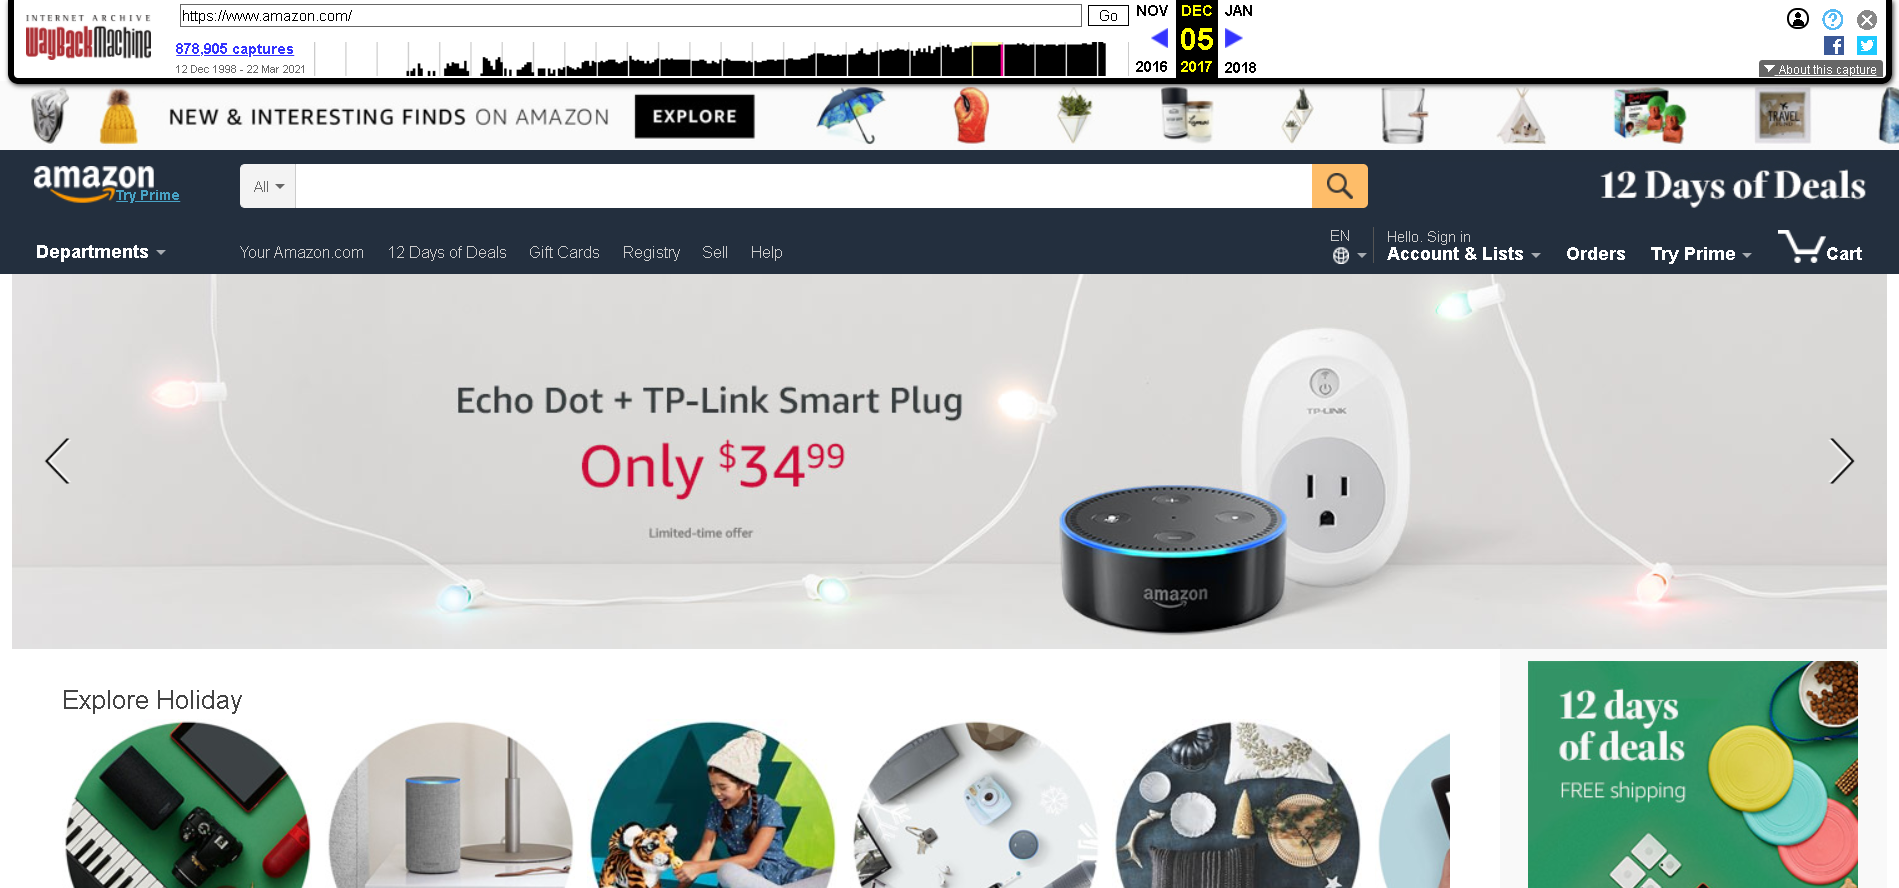 INTERNET ARCHIVE
WayBackMachine
https://www.amazon.com/
Go
NOV DEC JAN
05
2016 2017 2018
878,905 captures
12 Dec 1998 - 22 Mar 2021
About this capture
NEW & INTERESTING FINDS ON AMAZON
EXPLORE
TRAVEL
amazon
Try Prime
All
12 Days of Deals
Departments
Your Amazon.com
12 Days of Deals
Gift Cards
Registry
Sell
Help
EN
Hello. Sign in
Account & Lists
Orders
Try Prime
Cart
Echo Dot + TP-Link Smart Plug
Only $34.99
Limited-time offer
TP-LINK
amazon
Explore Holiday
12 days
of deals
FREE shipping